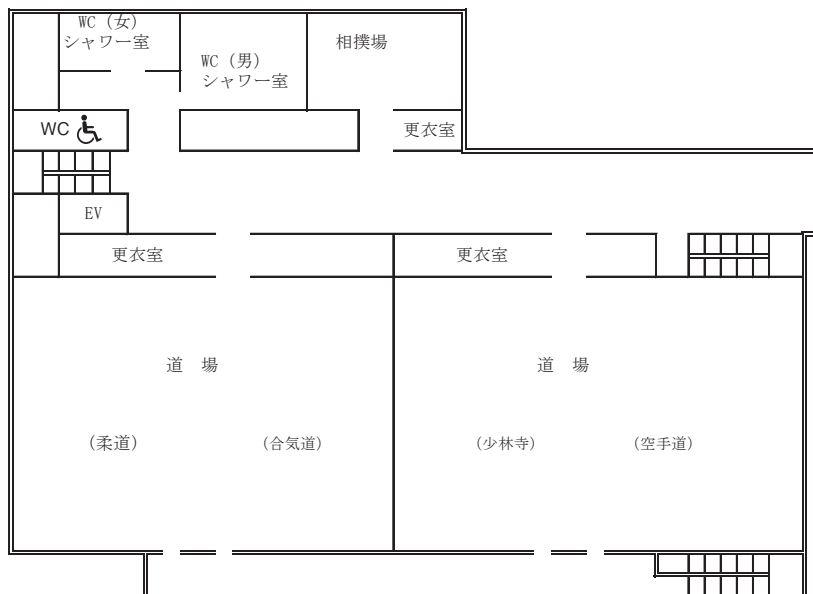 WC（女）
シャワー室
WC（男）
シャワー室
相撲場
WC
更衣室
EV
更衣室
更衣室
道　場
道　場
（柔道）
（合気道）
（少林寺）
（空手道）